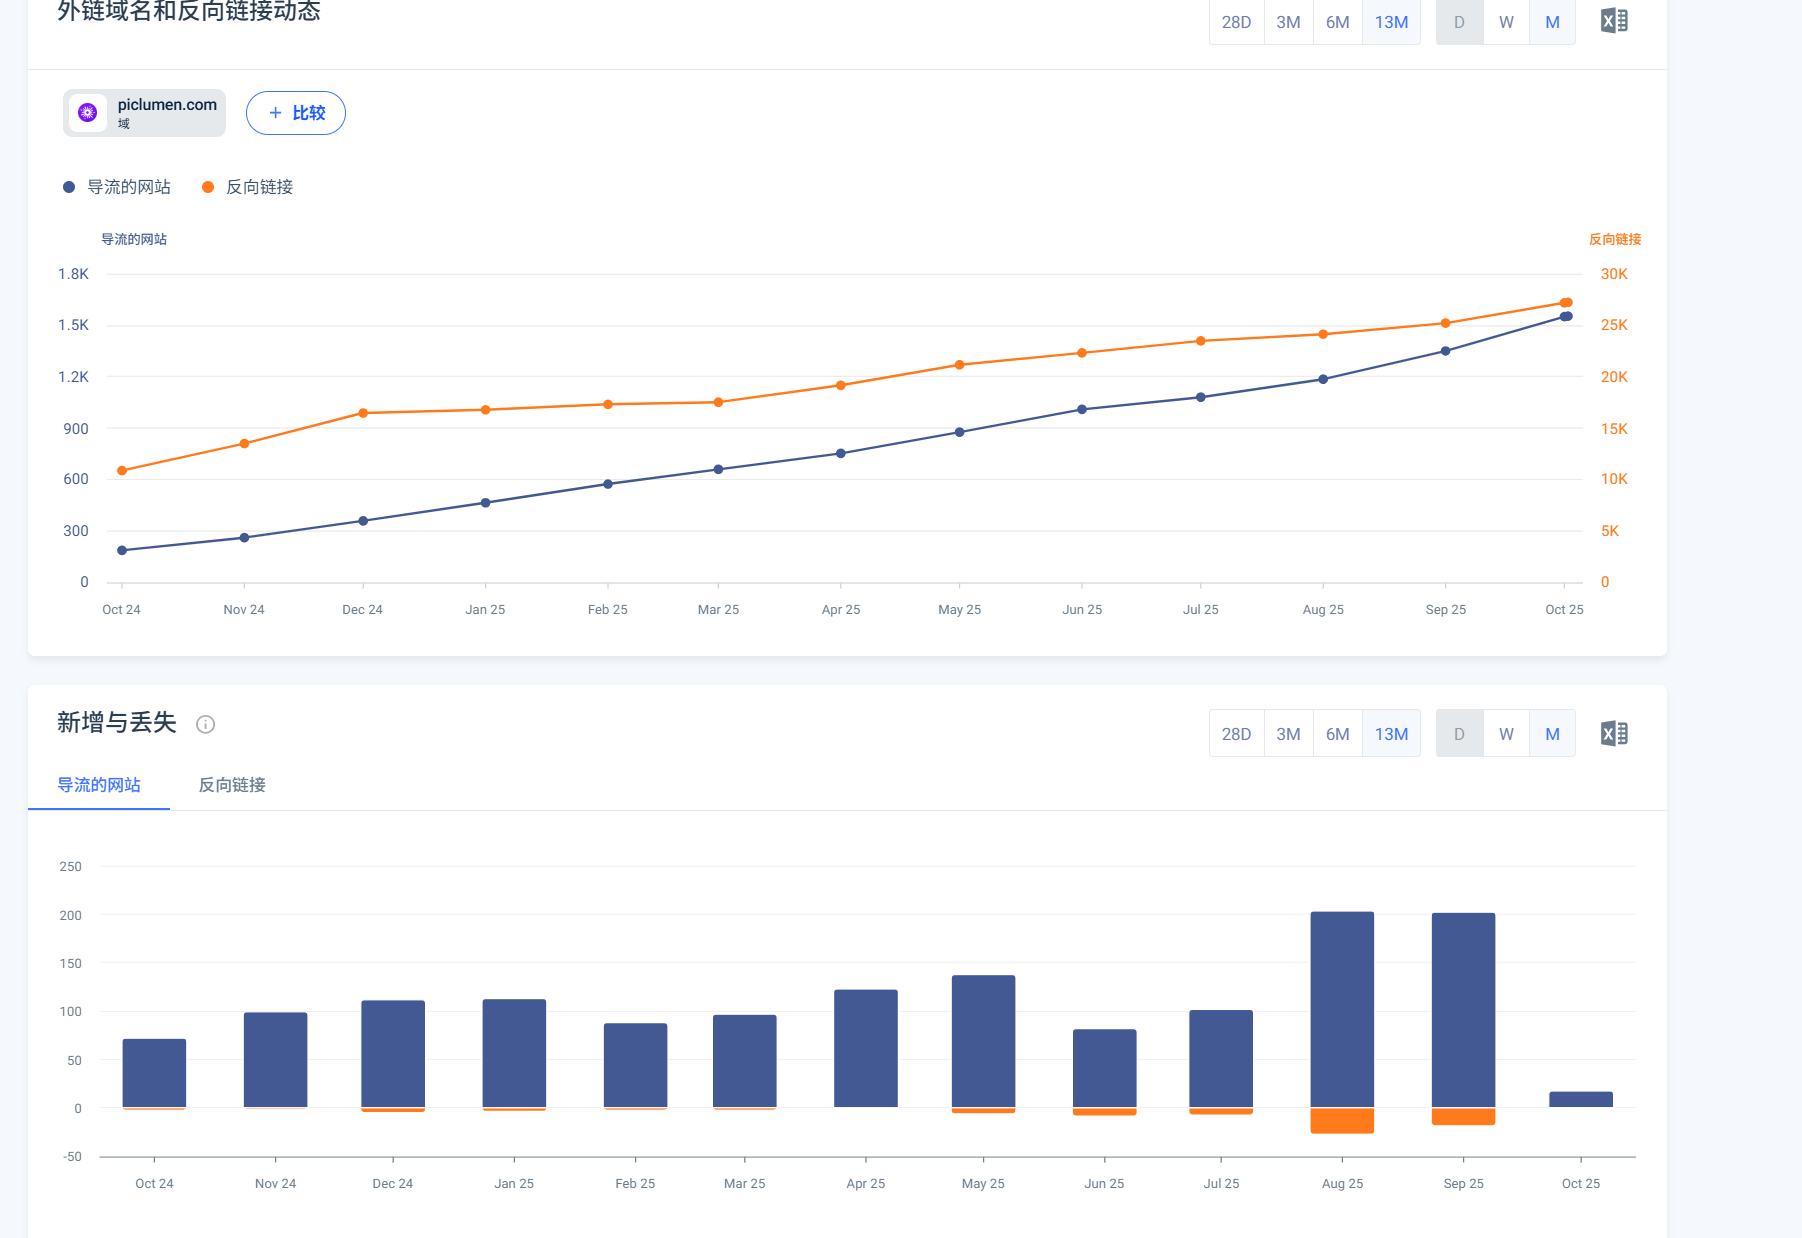 外链域名和反向链接动态
28D 3M 6M 13M D W M
piclumen.com
域
+ 比较
导流的网站 反向链接
导流的网站 反向链接
1.8K 30K
1.5K 25K
1.2K 20K
900 15K
600 10K
300 5K
0 0
Oct 24 Nov 24 Dec 24 Jan 25 Feb 25 Mar 25 Apr 25 May 25 Jun 25 Jul 25 Aug 25 Sep 25 Oct 25
新增与丢失
28D 3M 6M 13M D W M
导流的网站 反向链接
250
200
150
100
50
0
-50
Oct 24 Nov 24 Dec 24 Jan 25 Feb 25 Mar 25 Apr 25 May 25 Jun 25 Jul 25 Aug 25 Sep 25 Oct 25